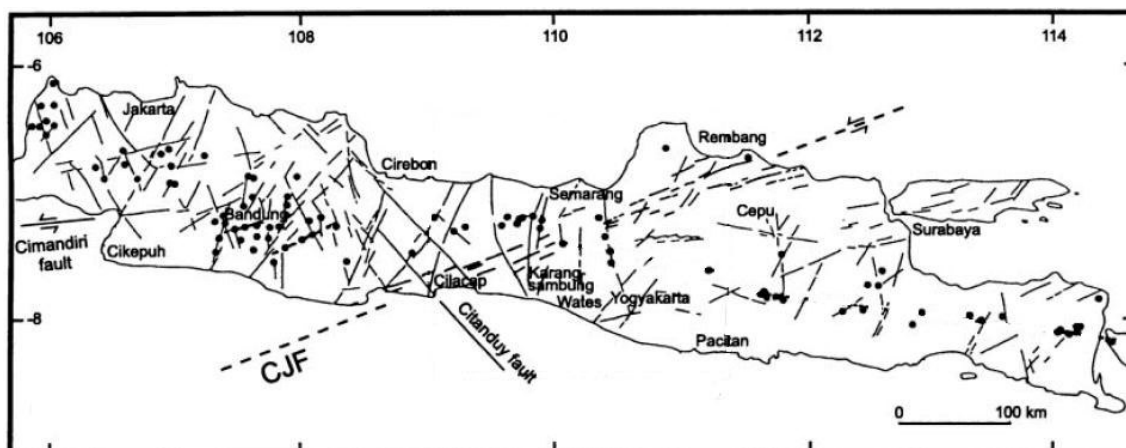 106
108
110
112
114
-6
Jakarta
Rembang
Cirebon
Semarang
Cepu
Bandung
Surabaya
Cimandiri
fault
Cikepuh
Cilacap
Karang-
sambung
Wates
Yogyakarta
-8
Pacitan
Citanduy fault
CJF
0 100 km